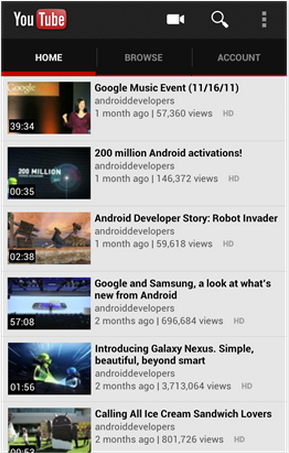 YouTube
HOME BROWSE ACCOUNT
Google
39:34
Google Music Event (11/16/11)
androiddevelopers
1 month ago | 57,360 views HD
200 MILLION
00:35
200 million Android activations!
androiddevelopers
1 month ago | 146,372 views HD
02:38
Android Developer Story: Robot Invader
androiddevelopers
1 month ago | 59,618 views HD
57:08
Google and Samsung, a look at what's
new from Android
2 months ago | 696,684 views HD
01:56
Introducing Galaxy Nexus. Simple,
beautiful, beyond smart
2 months ago | 3,713,064 views HD
00:53
Calling All Ice Cream Sandwich Lovers
androiddevelopers
2 months ago | 801,726 views HD